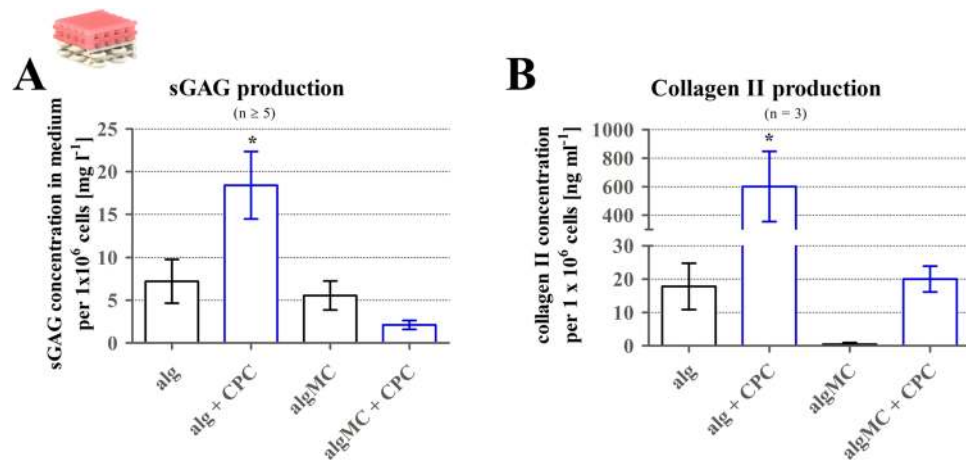 A
sGAG production
(n ≥ 5)
sGAG concentration in medium
per 1x10⁶ cells [mg l⁻¹]
25
20
15
10
5
0
*
alg
alg + CPC
algMC
algMC + CPC
B
Collagen II production
(n = 3)
collagen II concentration
per 1 x 10⁶ cells [ng ml⁻¹]
1000
800
600
400
30
20
10
0
*
alg
alg + CPC
algMC
algMC + CPC